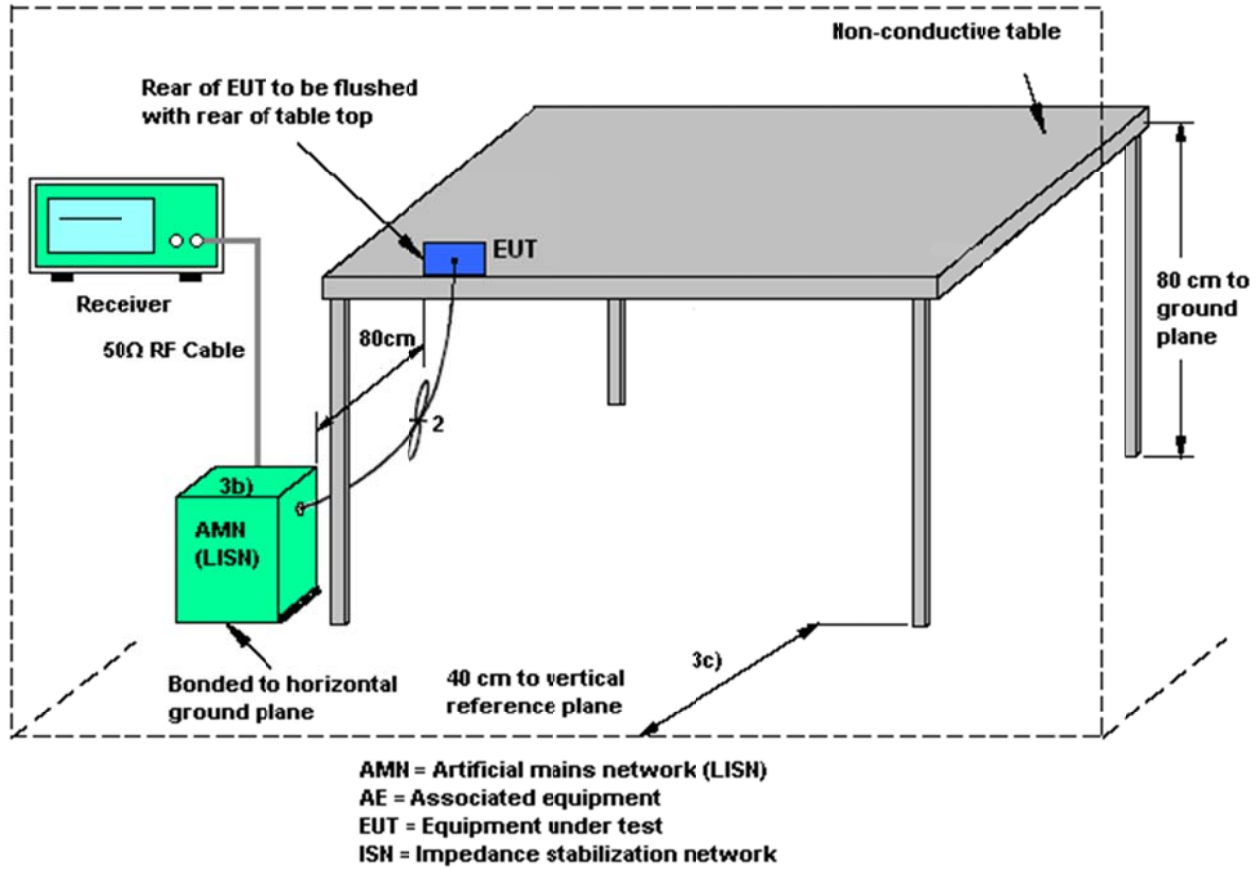 Non-conductive table
Rear of EUT to be flushed
with rear of table top
EUT
Receiver
50Ω RF Cable
80cm
80 cm to
ground
plane
2
3b)
AMN
(LISN)
3c)
Bonded to horizontal
ground plane
40 cm to vertical
reference plane
AMN = Artificial mains network (LISN)
AE = Associated equipment
EUT = Equipment under test
ISN = Impedance stabilization network